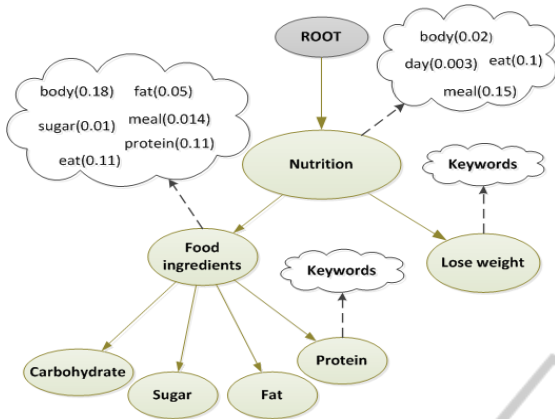 ROOT
body(0.02)
day(0.003) eat(0.1)
meal(0.15)
body(0.18) fat(0.05)
sugar(0.01) meal(0.014)
protein(0.11)
eat(0.11)
Nutrition
Keywords
Food
ingredients
Lose weight
Keywords
Carbohydrate
Sugar
Fat
Protein